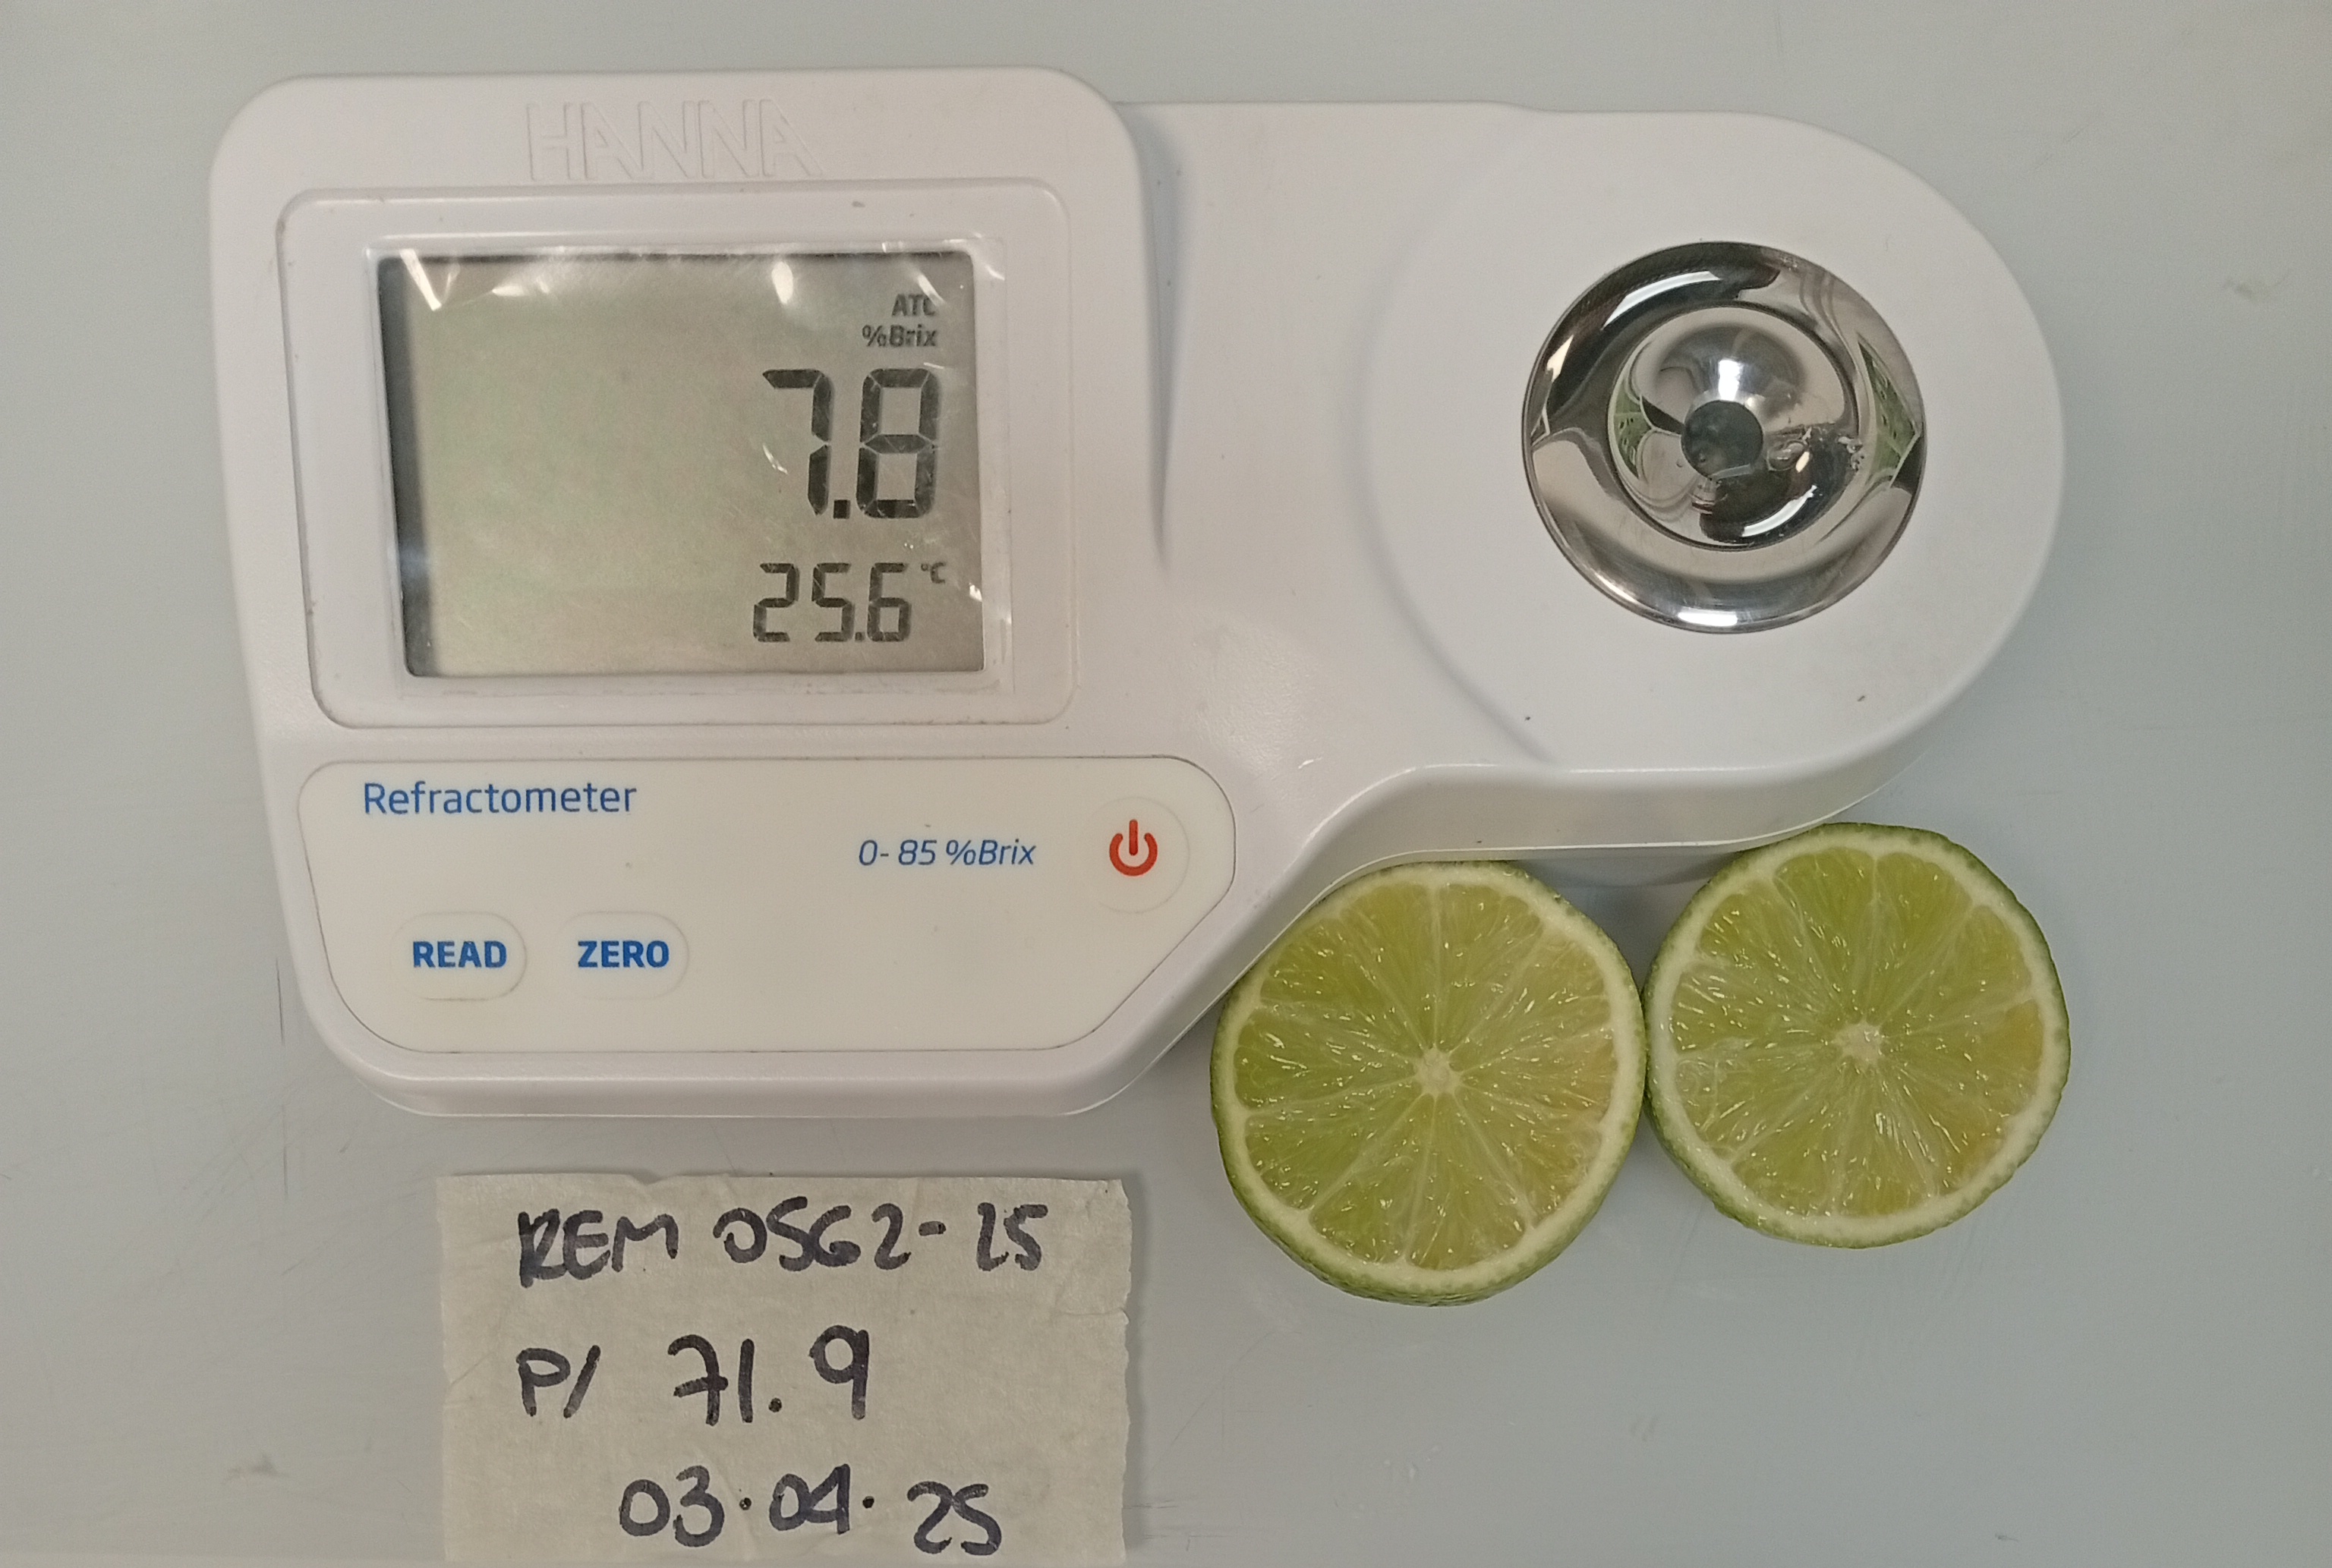 HANNA
ATC
%Brix
7.8
25.6 °C
Refractometer
0-85 %Brix
READ ZERO
REM 0562-25
P/ 71.9
03.04.25